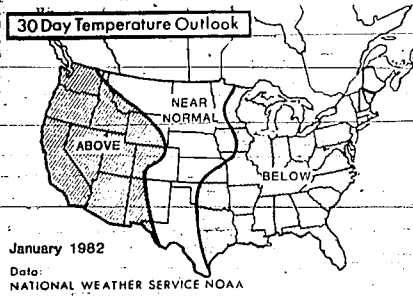 30 Day Temperature Outlook
NEAR
NORMAL
ABOVE
BELOW
January 1982
Data:
NATIONAL WEATHER SERVICE NOAA